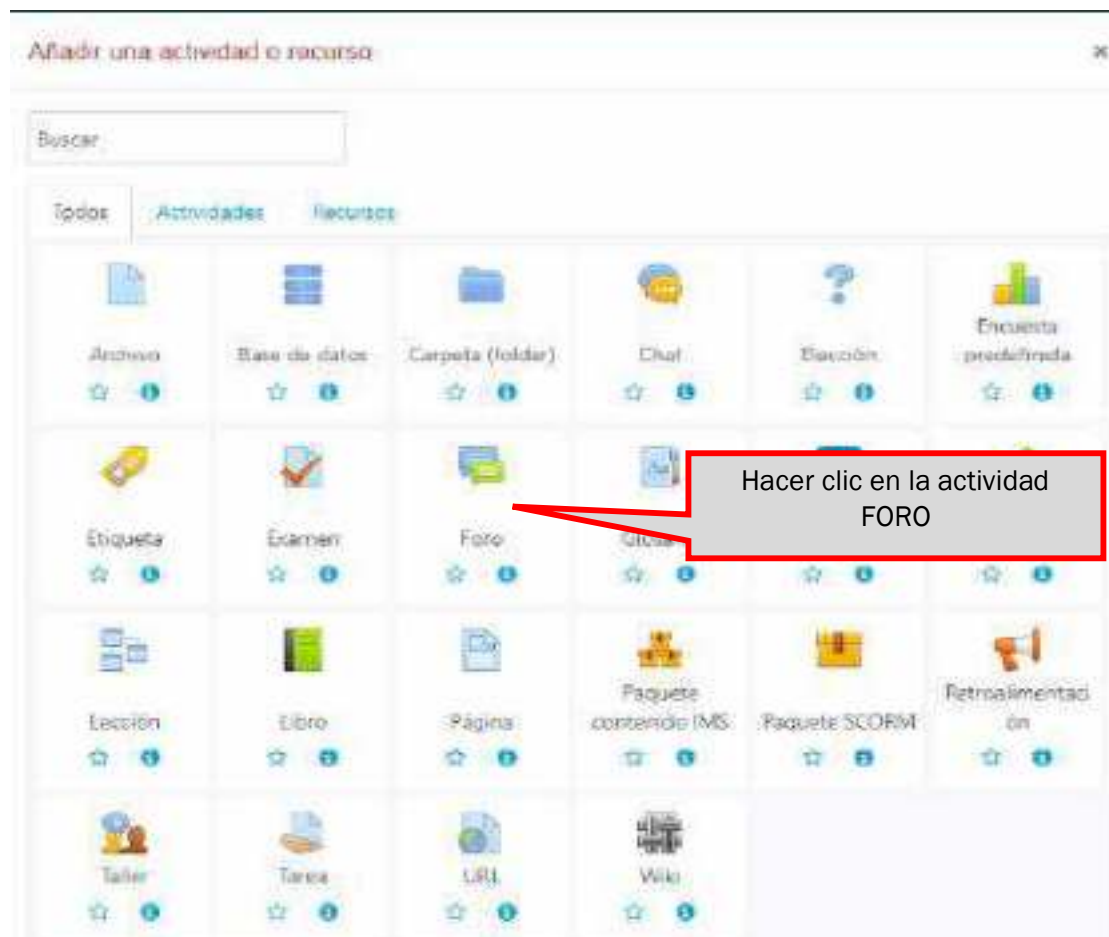 Añadir una actividad o recurso
Buscar
Todos Actividades Recursos
Archivo Base de datos Carpeta (folder) Chat Elección Encuesta
predefinida
Hacer clic en la actividad
FORO
Etiqueta Examen Foro
Lección Libro Página Paquete
contenido IMS Paquete SCORM Retroalimentaci
ón
Taller Tarea URL Wiki